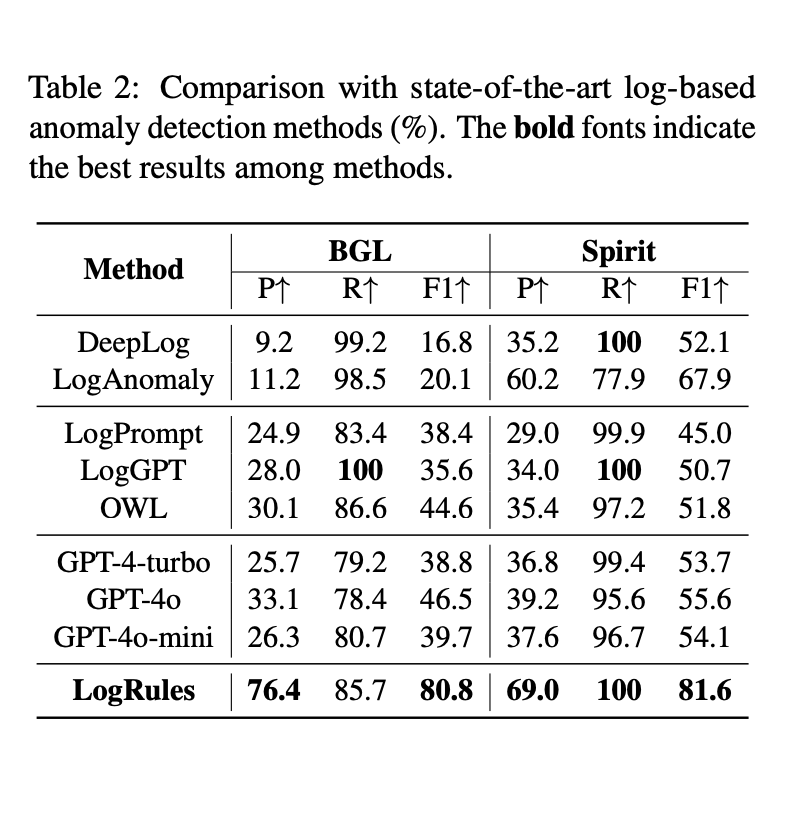 Table 2: Comparison with state-of-the-art log-based
anomaly detection methods (%). The bold fonts indicate
the best results among methods.
Method BGL Spirit
P↑ R↑ F1↑ P↑ R↑ F1↑
DeepLog 9.2 99.2 16.8 35.2 100 52.1
LogAnomaly 11.2 98.5 20.1 60.2 77.9 67.9
LogPrompt 24.9 83.4 38.4 29.0 99.9 45.0
LogGPT 28.0 100 35.6 34.0 100 50.7
OWL 30.1 86.6 44.6 35.4 97.2 51.8
GPT-4-turbo 25.7 79.2 38.8 36.8 99.4 53.7
GPT-4o 33.1 78.4 46.5 39.2 95.6 55.6
GPT-4o-mini 26.3 80.7 39.7 37.6 96.7 54.1
LogRules 76.4 85.7 80.8 69.0 100 81.6